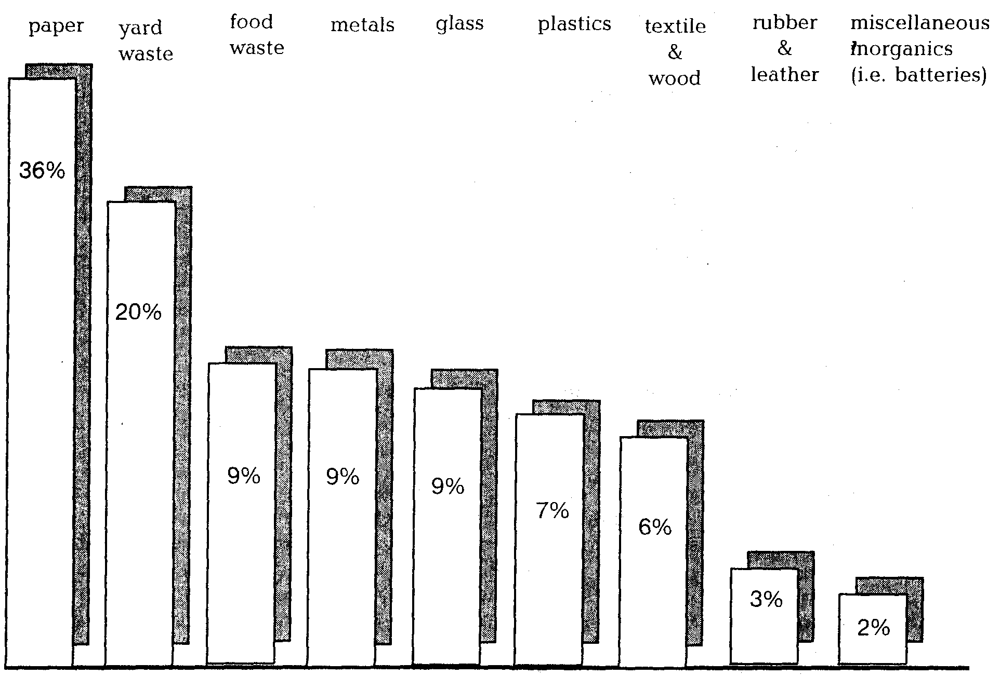 paper
yard
waste
food
waste
metals
glass
plastics
textile
&
wood
rubber
&
leather
miscellaneous
inorganics
(i.e. batteries)
36%
20%
9%
9%
9%
7%
6%
3%
2%